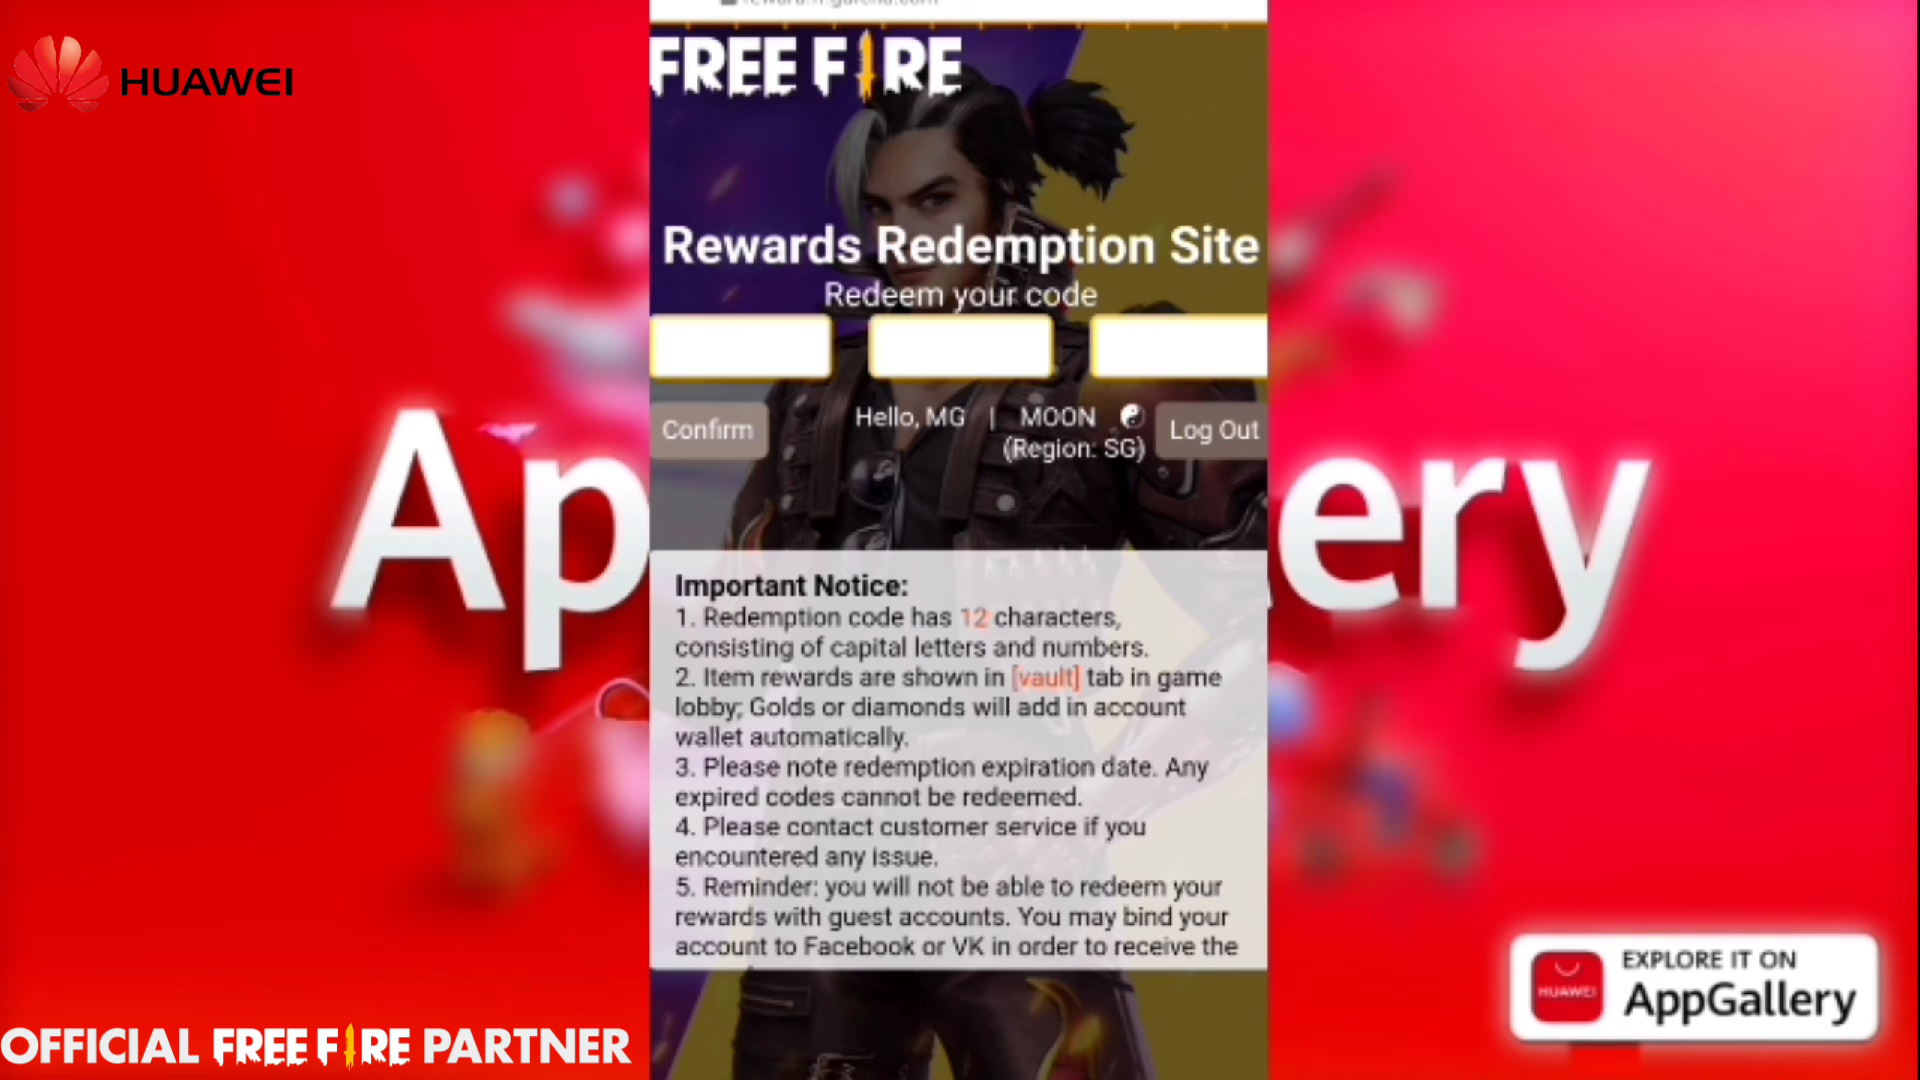 reward.ff.garena.com
HUAWEI
FREE FIRE
Rewards Redemption Site
Redeem your code
Confirm
Hello, MG | MOON
(Region: SG)
Log Out
Ap
ery
Important Notice:
1. Redemption code has 12 characters,
consisting of capital letters and numbers.
2. Item rewards are shown in [vault] tab in game
lobby; Golds or diamonds will add in account
wallet automatically.
3. Please note redemption expiration date. Any
expired codes cannot be redeemed.
4. Please contact customer service if you
encountered any issue.
5. Reminder: you will not be able to redeem your
rewards with guest accounts. You may bind your
account to Facebook or VK in order to receive the
EXPLORE IT ON
HUAWEI
AppGallery
OFFICIAL FREE FIRE PARTNER